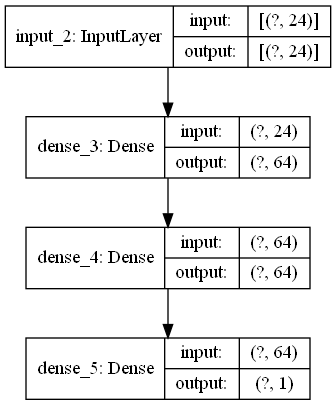 input_2: InputLayer
input: [(?, 24)]
output: [(?, 24)]
dense_3: Dense
input: (?, 24)
output: (?, 64)
dense_4: Dense
input: (?, 64)
output: (?, 64)
dense_5: Dense
input: (?, 64)
output: (?, 1)